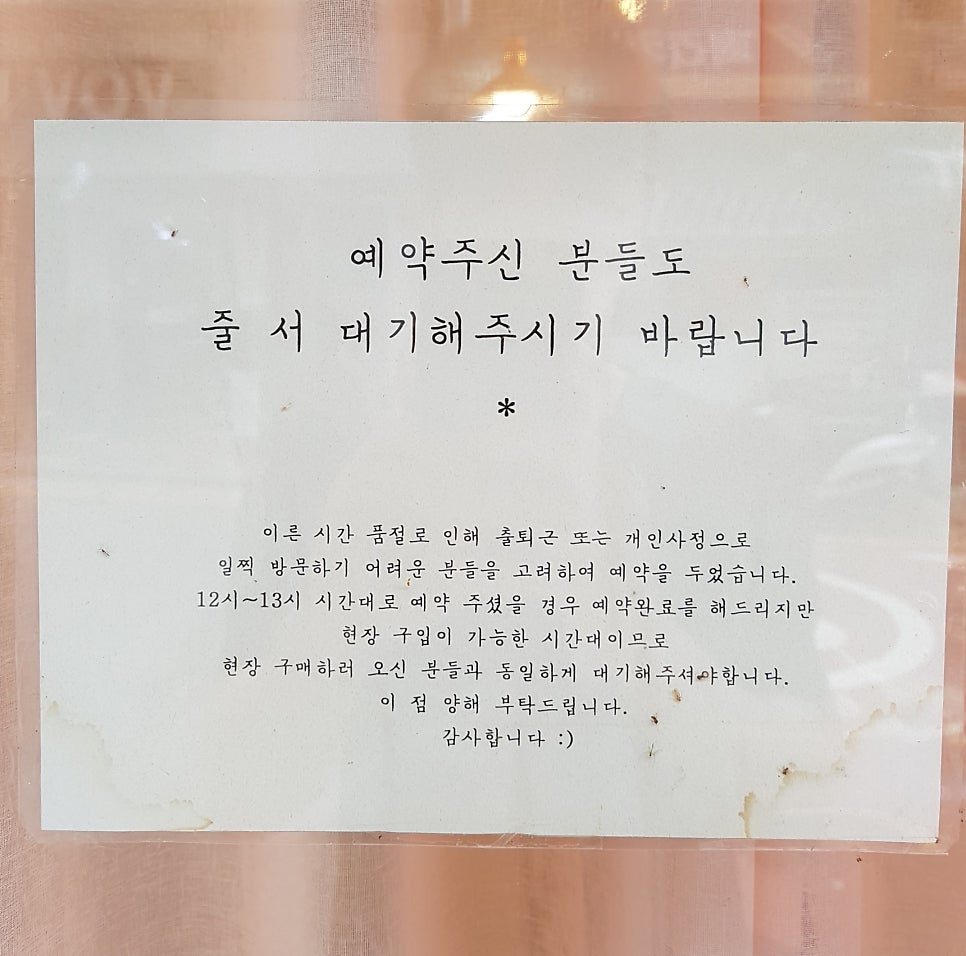 예약주신 분들도
줄 서 대기해주시기 바랍니다
*
이른 시간 품절로 인해 출퇴근 또는 개인사정으로
일찍 방문하기 어려운 분들을 고려하여 예약을 두었습니다.
12시~13시 시간대로 예약 주셨을 경우 예약완료를 해드리지만
현장 구입이 가능한 시간대이므로
현장 구매하러 오신 분들과 동일하게 대기해주셔야합니다.
이 점 양해 부탁드립니다.
감사합니다 :)